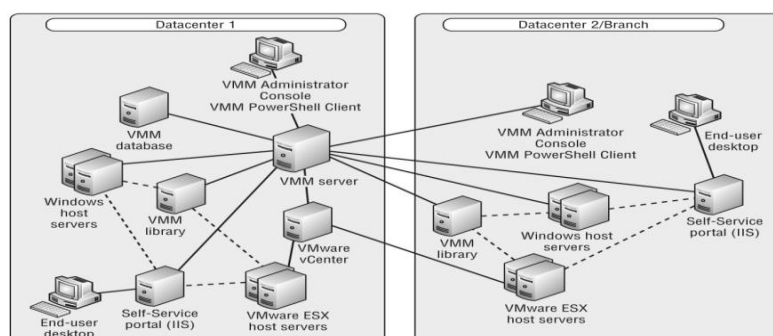 Datacenter 1
VMM Administrator
Console
VMM PowerShell Client
VMM
database
VMM server
Windows
host
servers
VMM
library
VMware
vCenter
End-user
desktop
Self-Service
portal (IIS)
VMware ESX
host servers
Datacenter 2/Branch
VMM Administrator
Console
VMM PowerShell Client
End-user
desktop
VMM
library
Windows host
servers
Self-Service
portal (IIS)
VMware ESX
host servers